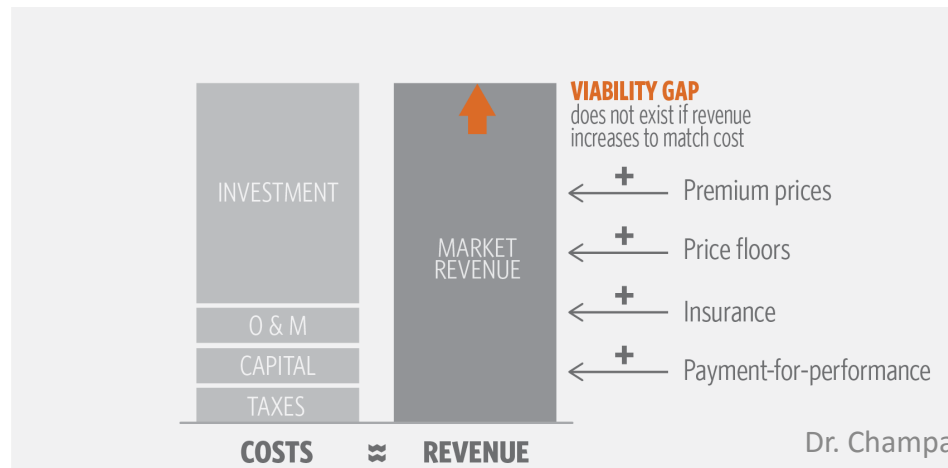 VIABILITY GAP
does not exist if revenue
increases to match cost
INVESTMENT
O & M
CAPITAL
TAXES
MARKET
REVENUE
+
Premium prices
+
Price floors
+
Insurance
+
Payment-for-performance
COSTS ≈ REVENUE
Dr. Champa